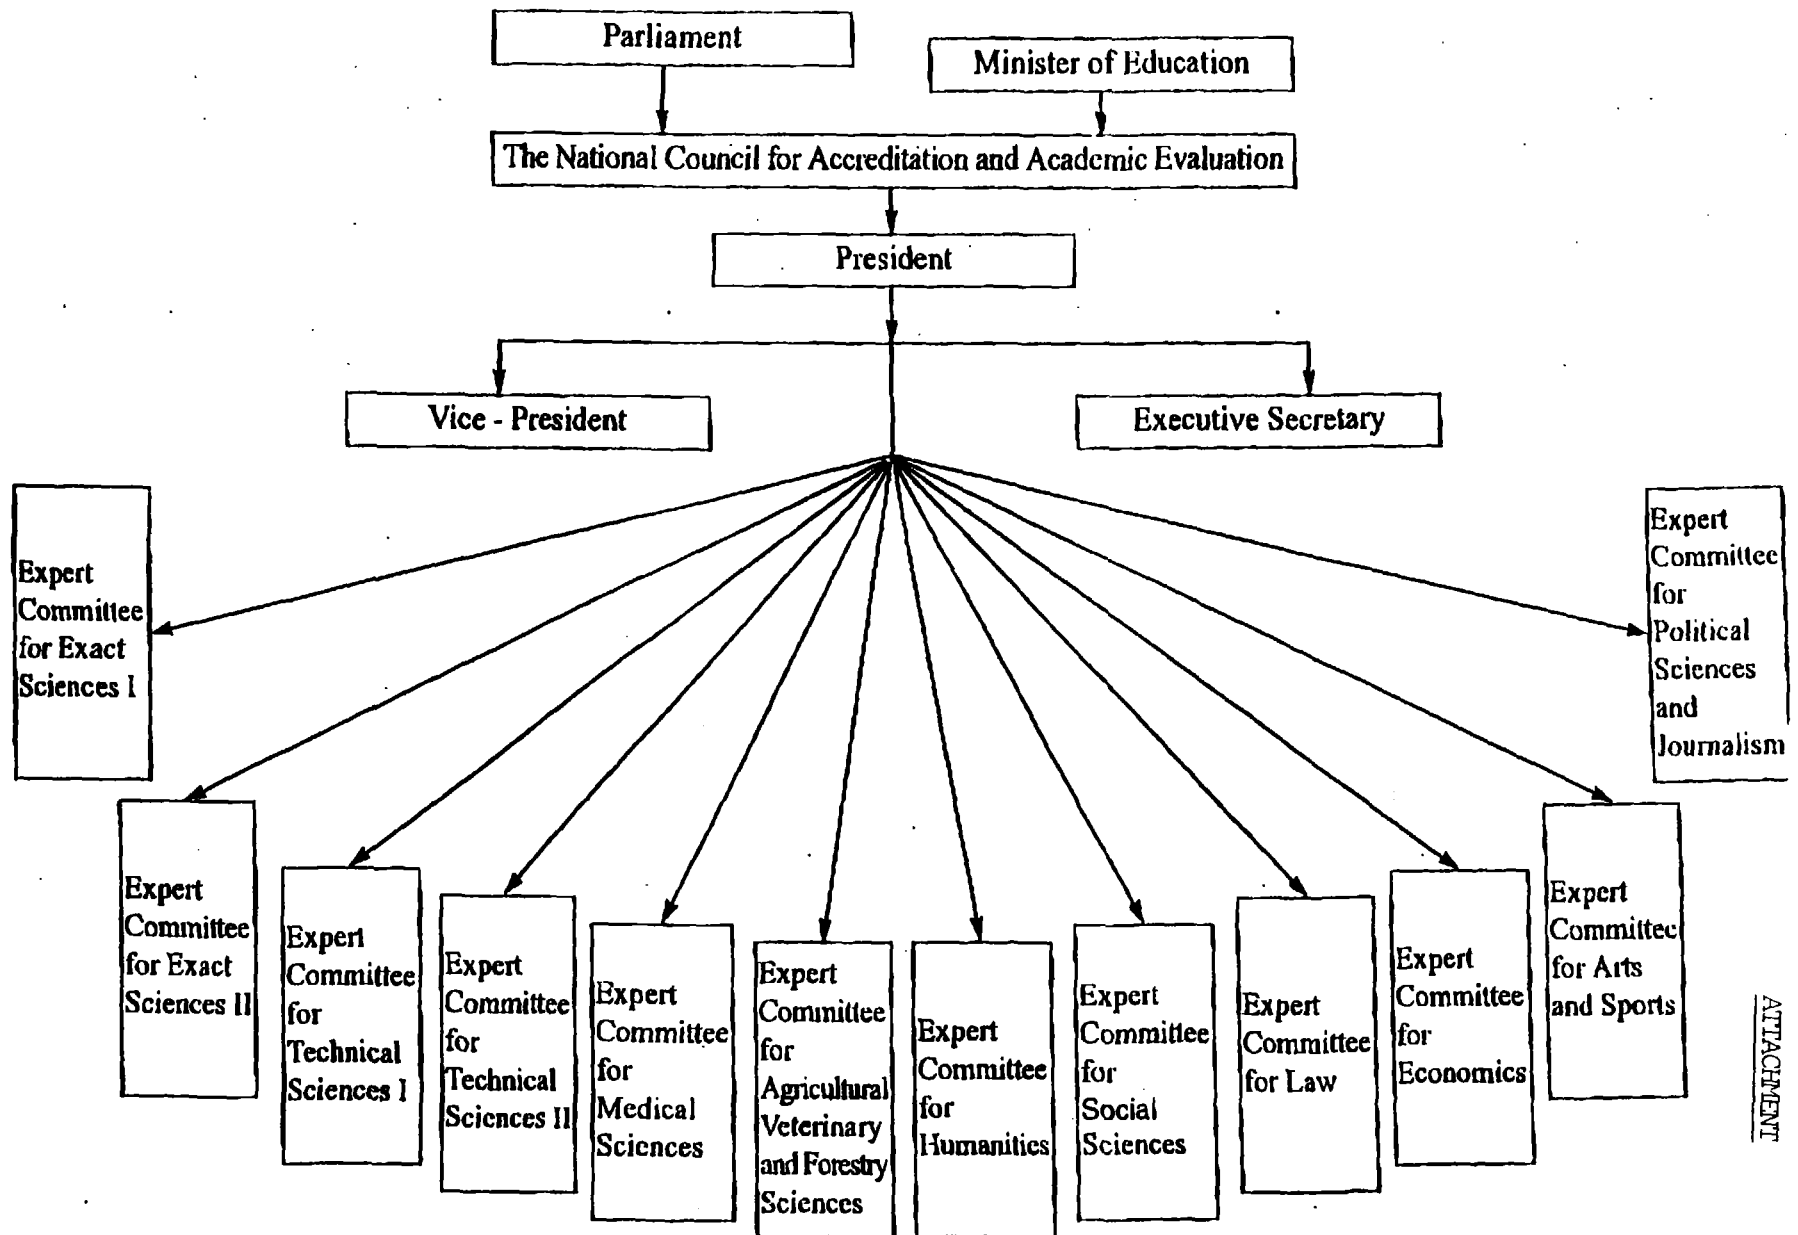 Parliament
Minister of Education
The National Council for Accreditation and Academic Evaluation
President
Vice - President
Executive Secretary
Expert
Committee
for Exact
Sciences I
Expert
Committee
for Exact
Sciences II
Expert
Committee
for
Technical
Sciences I
Expert
Committee
for
Technical
Sciences II
Expert
Committee
for
Medical
Sciences
Expert
Committee
for
Agricultural
Veterinary
and Forestry
Sciences
Expert
Committee
for
Humanities
Expert
Committee
for
Social
Sciences
Expert
Committee
for Law
Expert
Committee
for
Economics
Expert
Committee
for Arts
and Sports
Expert
Committee
for
Political
Sciences
and
Journalism
ATTACHMENT